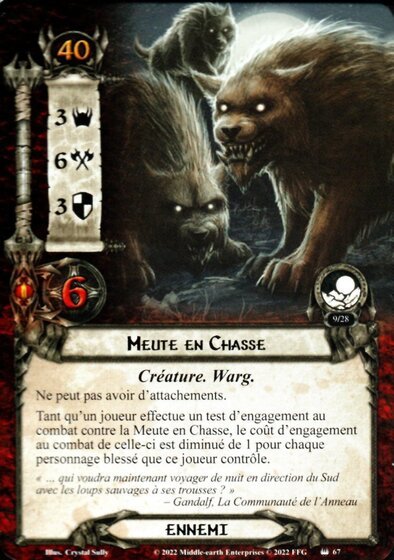 40
3
6
3
6
9/28
Meute en Chasse
Créature. Warg.
Ne peut pas avoir d'attachements.
Tant qu'un joueur effectue un test d'engagement au
combat contre la Meute en Chasse, le coût d'engagement
au combat de celle-ci est diminué de 1 pour chaque
personnage blessé que ce joueur contrôle.
« ... qui voudra maintenant voyager de nuit en direction du Sud
avec les loups sauvages à ses trousses ? »
– Gandalf, La Communauté de l'Anneau
ENNEMI
Illus. Crystal Sully © 2022 Middle-earth Enterprises © 2022 FFG 67